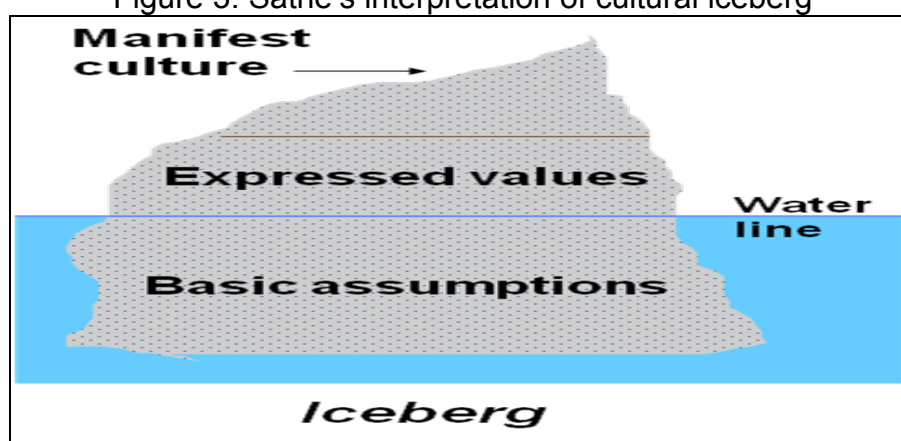 Figure 5: Sathe's interpretation of cultural iceberg
Manifest
culture
Expressed values
Water
line
Basic assumptions
Iceberg